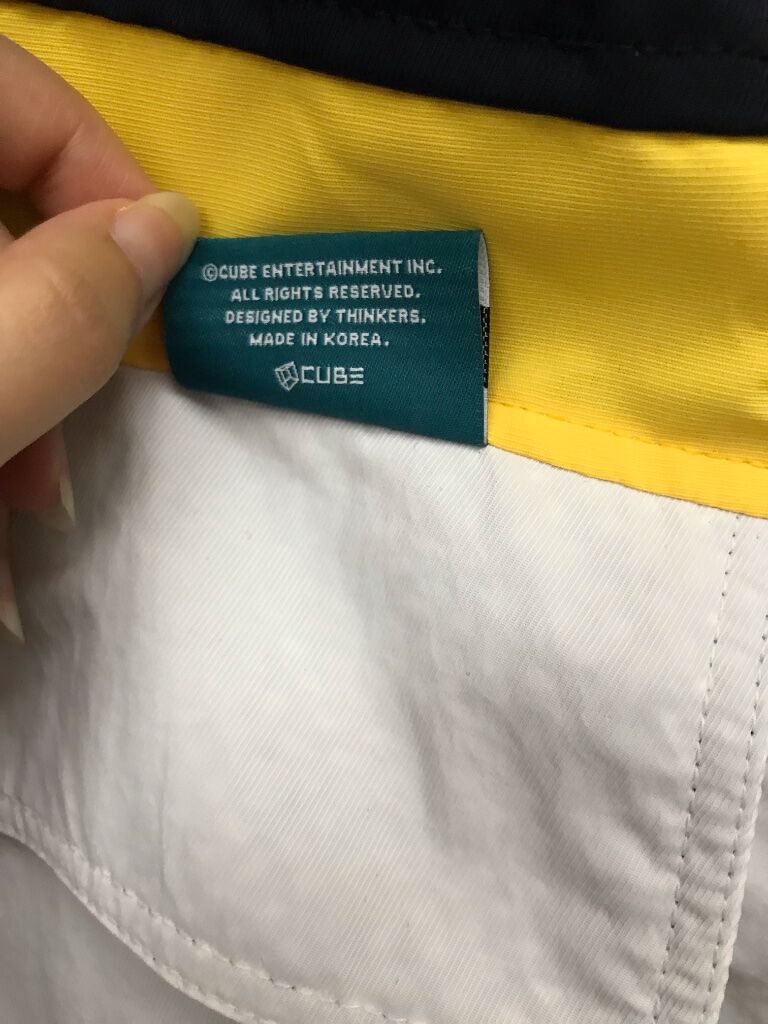 ©CUBE ENTERTAINMENT INC.
ALL RIGHTS RESERVED.
DESIGNED BY THINKERS.
MADE IN KOREA.
CUBE